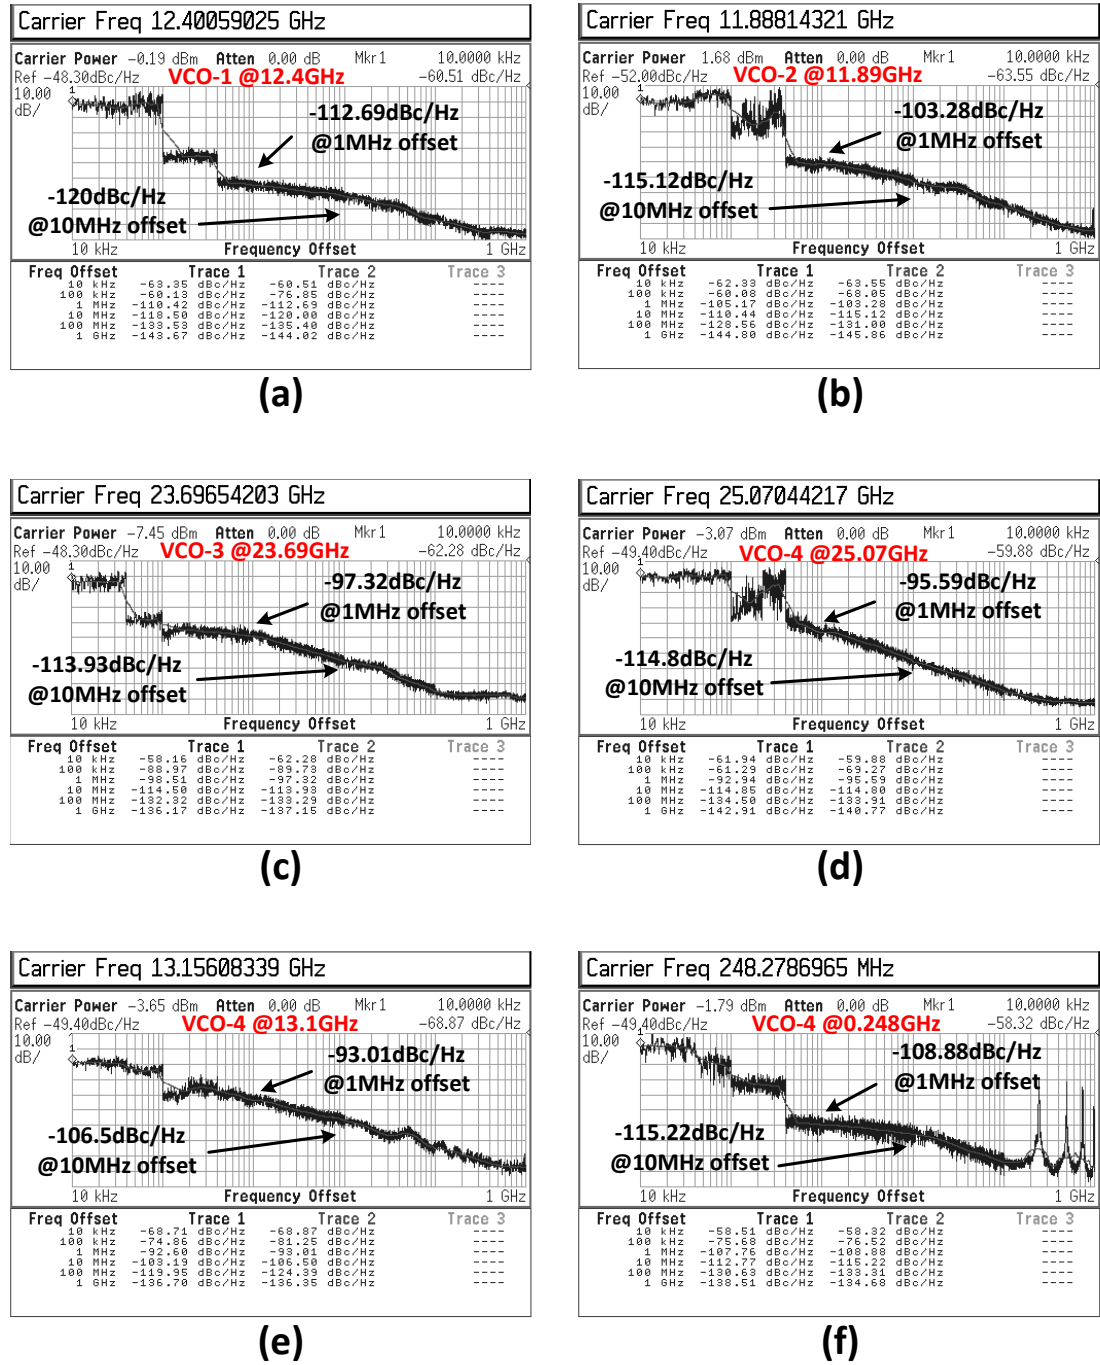 Carrier Freq 12.40059025 GHz
Carrier Power -0.19 dBm Atten 0.00 dB Mkr1 10.0000 kHz
Ref -48.30dBc/Hz VCO-1 @12.4GHz -60.51 dBc/Hz
10.00
dB/
1
-112.69dBc/Hz
@1MHz offset
-120dBc/Hz
@10MHz offset
10 kHz Frequency Offset 1 GHz
Freq Offset Trace 1 Trace 2 Trace 3
10 kHz -63.35 dBc/Hz -60.51 dBc/Hz ----
100 kHz -60.13 dBc/Hz -76.85 dBc/Hz ----
1 MHz -110.42 dBc/Hz -112.69 dBc/Hz ----
10 MHz -118.50 dBc/Hz -120.00 dBc/Hz ----
100 MHz -133.53 dBc/Hz -135.40 dBc/Hz ----
1 GHz -143.67 dBc/Hz -144.02 dBc/Hz ----
(a)
Carrier Freq 11.88814321 GHz
Carrier Power 1.68 dBm Atten 0.00 dB Mkr1 10.0000 kHz
Ref -52.00dBc/Hz VCO-2 @11.89GHz -63.55 dBc/Hz
10.00
dB/
1
-103.28dBc/Hz
@1MHz offset
-115.12dBc/Hz
@10MHz offset
10 kHz Frequency Offset 1 GHz
Freq Offset Trace 1 Trace 2 Trace 3
10 kHz -62.33 dBc/Hz -63.55 dBc/Hz ----
100 kHz -60.08 dBc/Hz -68.05 dBc/Hz ----
1 MHz -105.17 dBc/Hz -103.28 dBc/Hz ----
10 MHz -110.44 dBc/Hz -115.12 dBc/Hz ----
100 MHz -128.56 dBc/Hz -131.00 dBc/Hz ----
1 GHz -144.80 dBc/Hz -145.86 dBc/Hz ----
(b)
Carrier Freq 23.69654203 GHz
Carrier Power -7.45 dBm Atten 0.00 dB Mkr1 10.0000 kHz
Ref -48.30dBc/Hz VCO-3 @23.69GHz -62.28 dBc/Hz
10.00
dB/
1
-97.32dBc/Hz
@1MHz offset
-113.93dBc/Hz
@10MHz offset
10 kHz Frequency Offset 1 GHz
Freq Offset Trace 1 Trace 2 Trace 3
10 kHz -58.16 dBc/Hz -62.28 dBc/Hz ----
100 kHz -88.97 dBc/Hz -89.73 dBc/Hz ----
1 MHz -98.51 dBc/Hz -97.32 dBc/Hz ----
10 MHz -114.50 dBc/Hz -113.93 dBc/Hz ----
100 MHz -132.32 dBc/Hz -133.29 dBc/Hz ----
1 GHz -136.17 dBc/Hz -137.15 dBc/Hz ----
(c)
Carrier Freq 25.07044217 GHz
Carrier Power -3.07 dBm Atten 0.00 dB Mkr1 10.0000 kHz
Ref -49.40dBc/Hz VCO-4 @25.07GHz -59.88 dBc/Hz
10.00
dB/
1
-95.59dBc/Hz
@1MHz offset
-114.8dBc/Hz
@10MHz offset
10 kHz Frequency Offset 1 GHz
Freq Offset Trace 1 Trace 2 Trace 3
10 kHz -61.94 dBc/Hz -59.88 dBc/Hz ----
100 kHz -61.29 dBc/Hz -69.27 dBc/Hz ----
1 MHz -92.94 dBc/Hz -95.59 dBc/Hz ----
10 MHz -114.85 dBc/Hz -114.80 dBc/Hz ----
100 MHz -134.50 dBc/Hz -133.91 dBc/Hz ----
1 GHz -142.91 dBc/Hz -140.77 dBc/Hz ----
(d)
Carrier Freq 13.15608339 GHz
Carrier Power -3.65 dBm Atten 0.00 dB Mkr1 10.0000 kHz
Ref -49.40dBc/Hz VCO-4 @13.1GHz -68.87 dBc/Hz
10.00
dB/
1
-93.01dBc/Hz
@1MHz offset
-106.5dBc/Hz
@10MHz offset
10 kHz Frequency Offset 1 GHz
Freq Offset Trace 1 Trace 2 Trace 3
10 kHz -68.71 dBc/Hz -68.87 dBc/Hz ----
100 kHz -74.86 dBc/Hz -81.25 dBc/Hz ----
1 MHz -92.60 dBc/Hz -93.01 dBc/Hz ----
10 MHz -103.19 dBc/Hz -106.50 dBc/Hz ----
100 MHz -119.95 dBc/Hz -124.39 dBc/Hz ----
1 GHz -136.70 dBc/Hz -136.35 dBc/Hz ----
(e)
Carrier Freq 248.2786965 MHz
Carrier Power -1.79 dBm Atten 0.00 dB Mkr1 10.0000 kHz
Ref -49.40dBc/Hz VCO-4 @0.248GHz -58.32 dBc/Hz
10.00
dB/
1
-108.88dBc/Hz
@1MHz offset
-115.22dBc/Hz
@10MHz offset
10 kHz Frequency Offset 1 GHz
Freq Offset Trace 1 Trace 2 Trace 3
10 kHz -58.51 dBc/Hz -58.32 dBc/Hz ----
100 kHz -75.68 dBc/Hz -76.52 dBc/Hz ----
1 MHz -107.76 dBc/Hz -108.88 dBc/Hz ----
10 MHz -112.77 dBc/Hz -115.22 dBc/Hz ----
100 MHz -130.63 dBc/Hz -133.31 dBc/Hz ----
1 GHz -138.51 dBc/Hz -134.68 dBc/Hz ----
(f)